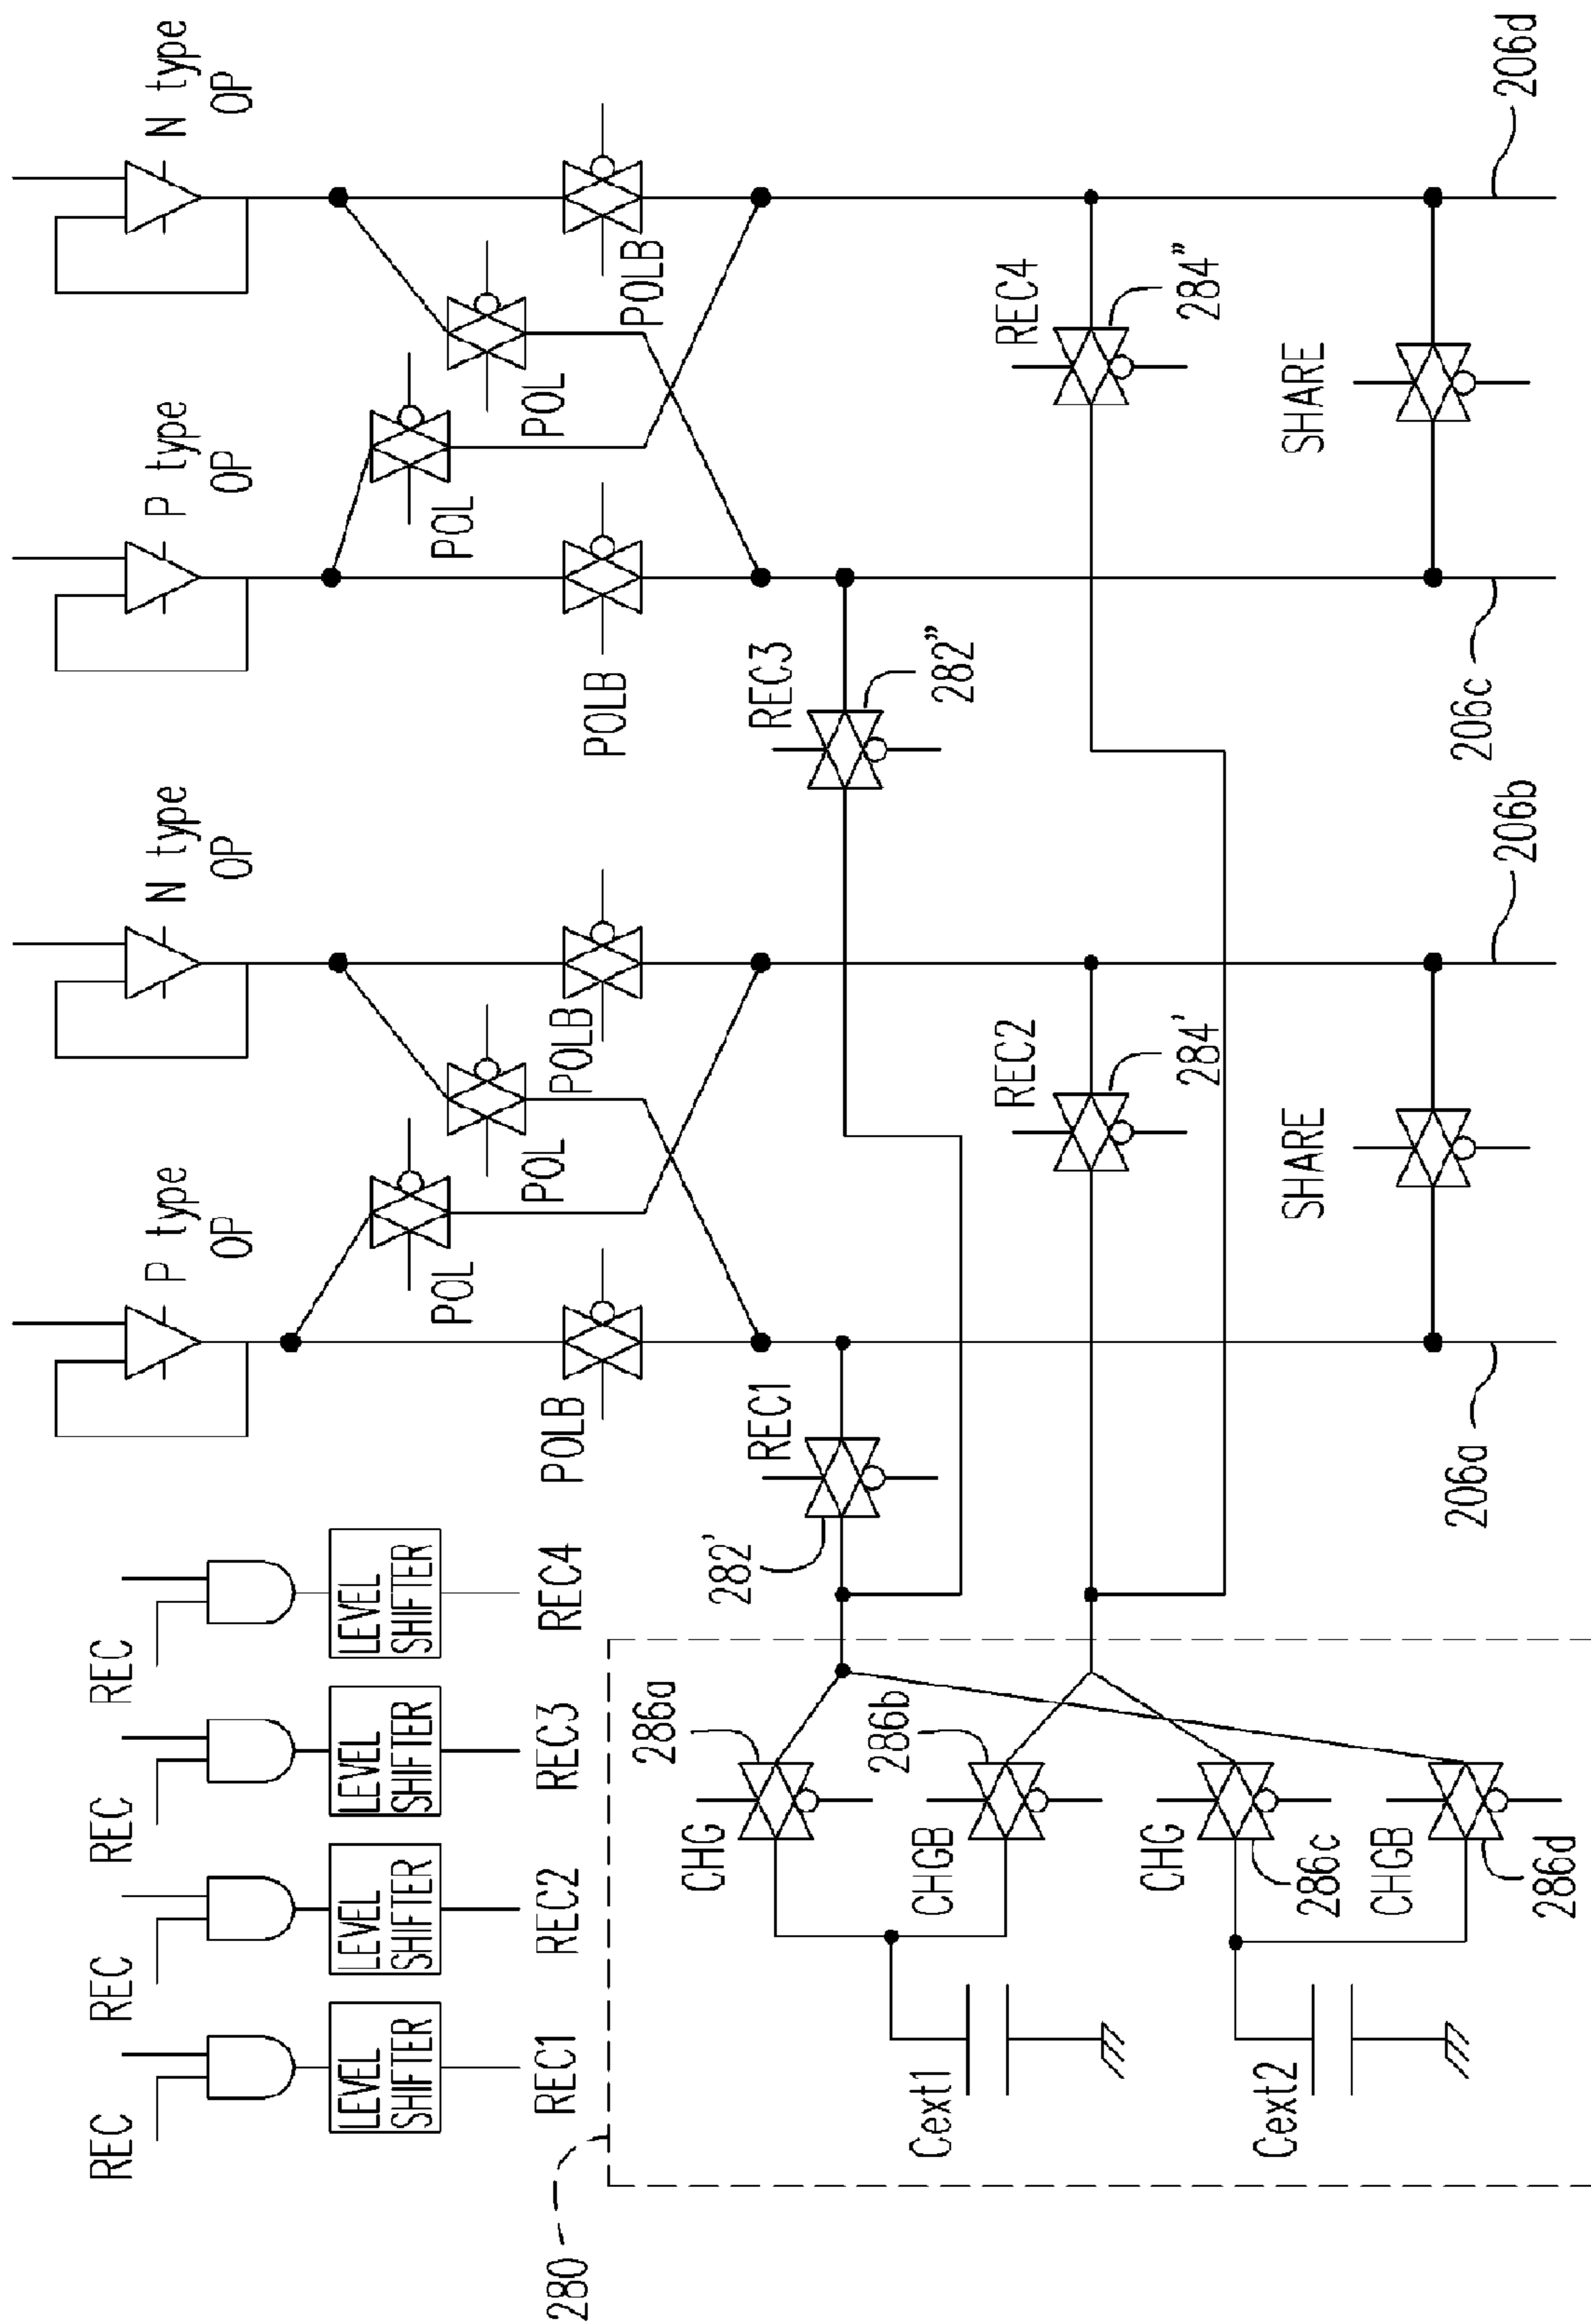 REC
REC
REC
REC
LEVEL
SHIFTER
LEVEL
SHIFTER
LEVEL
SHIFTER
LEVEL
SHIFTER
REC1
REC2
REC3
REC4
P type
OP
N type
OP
P type
OP
N type
OP
POL
POL
POL
POL
POLB
POLB
POLB
POLB
280
282'
REC1
REC3
282"
CHG
286a
CHGB
286b
REC2
284'
REC4
284"
Cext1
CHG
286c
CHGB
286d
Cext2
SHARE
SHARE
206a
206b
206c
206d